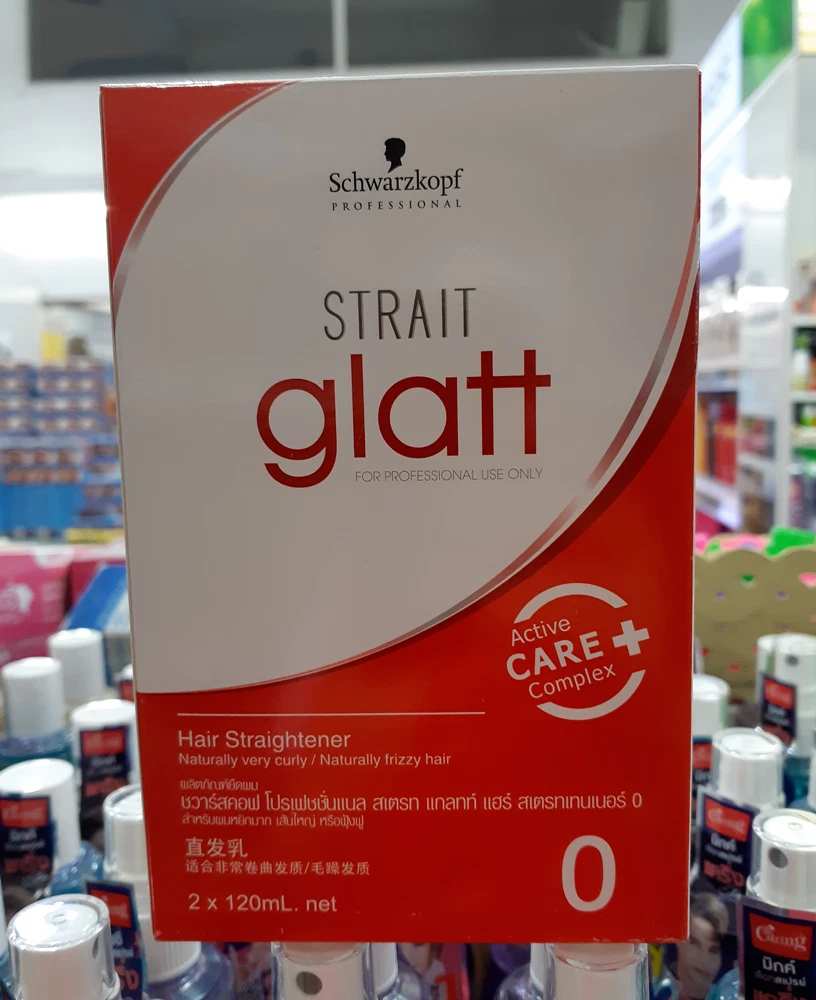 Schwarzkopf
PROFESSIONAL
STRAIT
glatt
FOR PROFESSIONAL USE ONLY
Active
CARE +
Complex
Hair Straightener
Naturally very curly / Naturally frizzy hair
ผลิตภัณฑ์ยืดผม
ชวาร์สคอฟ โปรเฟชชั่นแนล สเตรท แกลทท์ แฮร์ สเตรทเทนเนอร์ 0
สำหรับผมหยิกมาก เส้นใหญ่ หรือฟุ้งฟู
直发乳
适合非常卷曲发质/毛躁发质
2 x 120mL. net
0
Caring
มิกค์